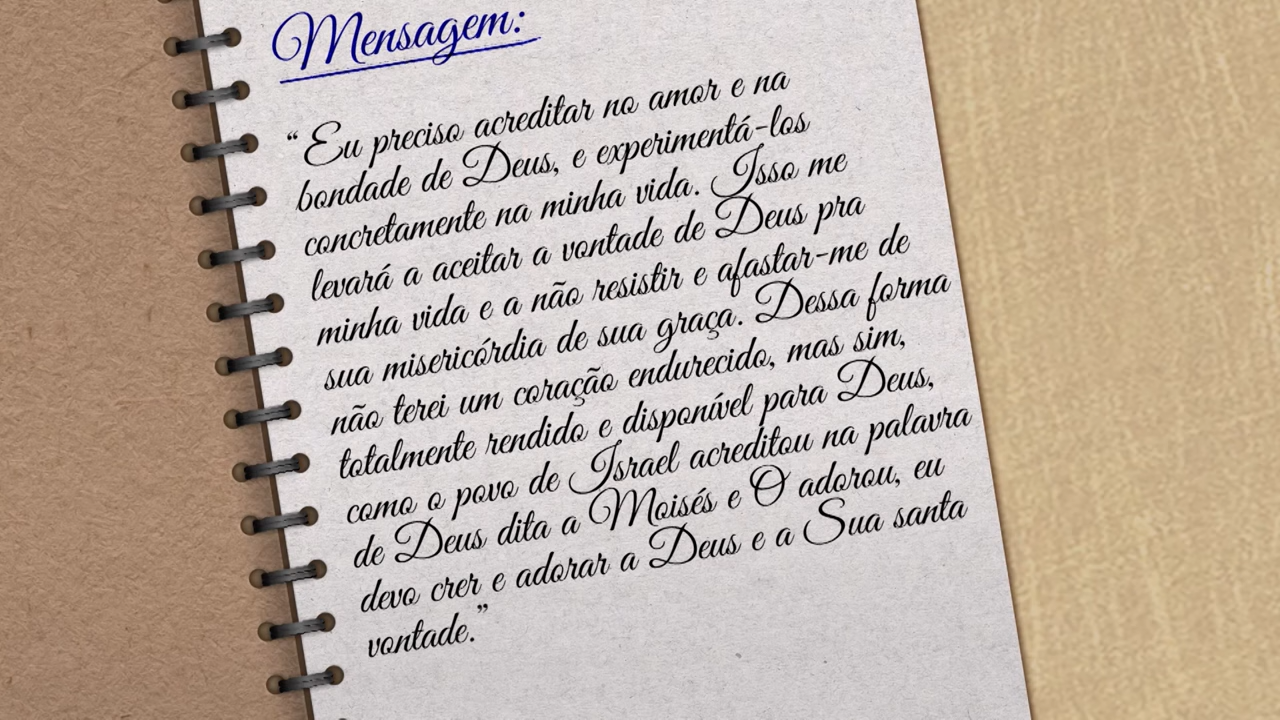 Mensagem:
“Eu preciso acreditar no amor e na
bondade de Deus, e experimentá-los
concretamente na minha vida. Isso me
levará a aceitar a vontade de Deus pra
minha vida e a não resistir e afastar-me de
sua misericórdia de sua graça. Dessa forma
não terei um coração endurecido, mas sim,
totalmente rendido e disponível para Deus,
como o povo de Israel acreditou na palavra
de Deus dita a Moisés e O adorou, eu
devo crer e adorar a Deus e a Sua santa
vontade.”